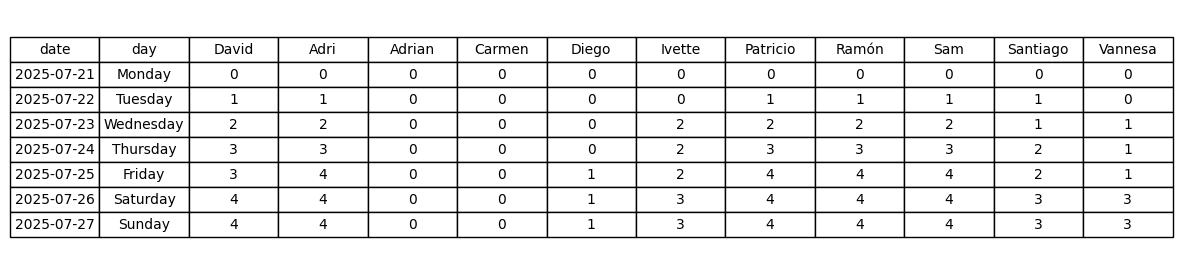 date day David Adri Adrian Carmen Diego Ivette Patricio Ramón Sam Santiago Vannesa
2025-07-21 Monday 0 0 0 0 0 0 0 0 0 0 0
2025-07-22 Tuesday 1 1 0 0 0 0 1 1 1 1 0
2025-07-23 Wednesday 2 2 0 0 0 2 2 2 2 1 1
2025-07-24 Thursday 3 3 0 0 0 2 3 3 3 2 1
2025-07-25 Friday 3 4 0 0 1 2 4 4 4 2 1
2025-07-26 Saturday 4 4 0 0 1 3 4 4 4 3 3
2025-07-27 Sunday 4 4 0 0 1 3 4 4 4 3 3